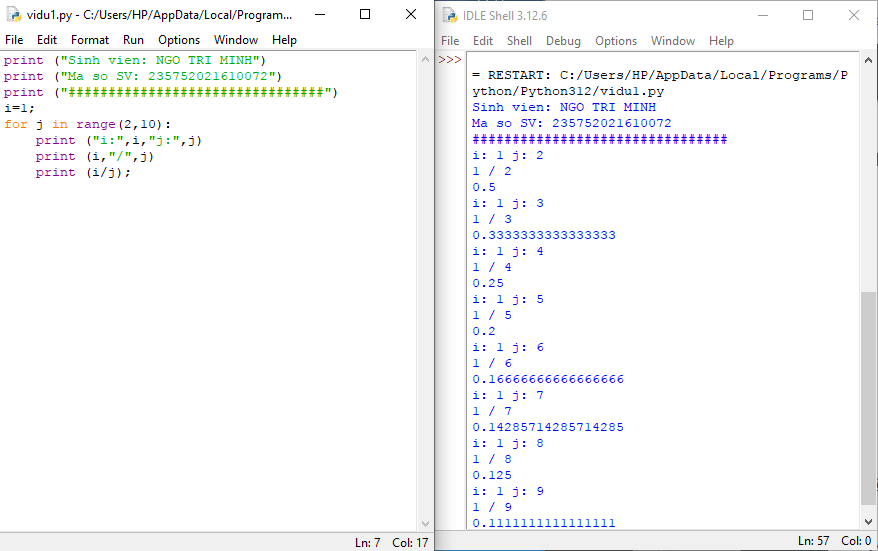 vidu1.py - C:/Users/HP/AppData/Local/Program...
File Edit Format Run Options Window Help
print ("Sinh vien: NGO TRI MINH")
print ("Ma so SV: 235752021610072")
print ("################################")
i=1;
for j in range(2,10):
    print ("i:",i,"j:",j)
    print (i,"/",j)
    print (i/j);
Ln: 7 Col: 17
IDLE Shell 3.12.6
File Edit Shell Debug Options Window Help
>>>
= RESTART: C:/Users/HP/AppData/Local/Programs/P
ython/Python312/vidu1.py
Sinh vien: NGO TRI MINH
Ma so SV: 235752021610072
################################
i: 1 j: 2
1 / 2
0.5
i: 1 j: 3
1 / 3
0.3333333333333333
i: 1 j: 4
1 / 4
0.25
i: 1 j: 5
1 / 5
0.2
i: 1 j: 6
1 / 6
0.16666666666666666
i: 1 j: 7
1 / 7
0.14285714285714285
i: 1 j: 8
1 / 8
0.125
i: 1 j: 9
1 / 9
0.1111111111111111
Ln: 57 Col: 0